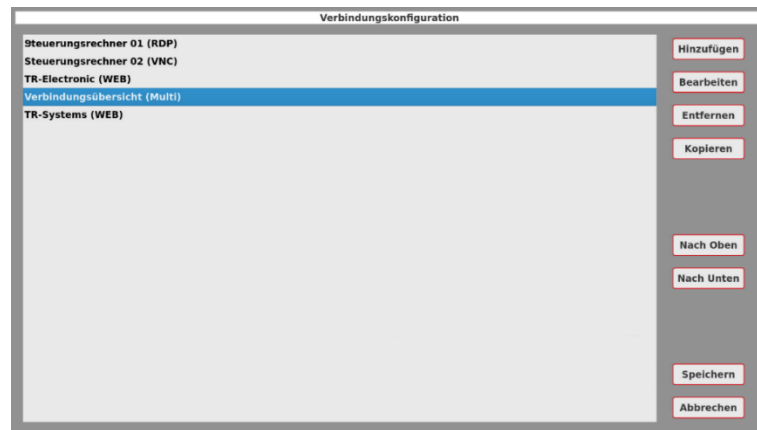 Verbindungskonfiguration
9teuerungsrechner 01 (RDP)
Steuerungsrechner 02 (VNC)
TR-Electronic (WEB)
Verbindungsübersicht (Multi)
TR-Systems (WEB)
Hinzufügen
Bearbeiten
Entfernen
Kopieren
Nach Oben
Nach Unten
Speichern
Abbrechen